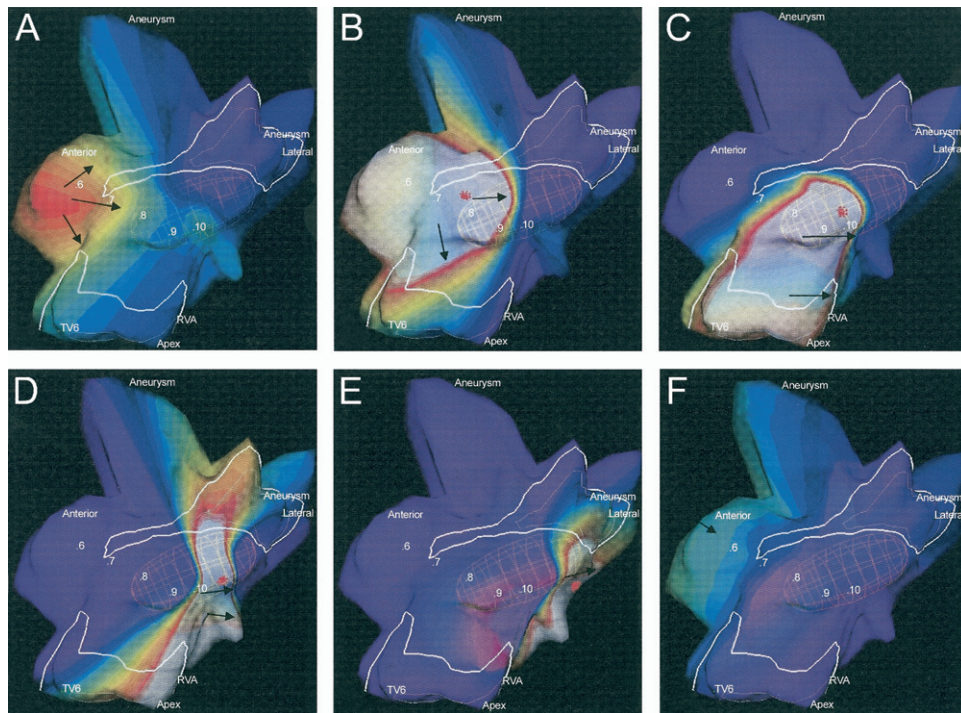 A
Aneurysm
Anterior
.6
.8
.9
.10
Aneurysm
Lateral
TV6
RVA
Apex
B
Aneurysm
Anterior
.6
.7
.8
.9
.10
Aneurysm
Lateral
TV6
RVA
Apex
C
Aneurysm
Anterior
.6
.7
.8
.9
.10
Aneurysm
Lateral
TV6
RVA
Apex
D
Aneurysm
Anterior
.6
.7
.8
.9
.10
Aneurysm
Lateral
TV6
RVA
Apex
E
Aneurysm
Anterior
.6
.7
.8
.9
.10
Aneurysm
Lateral
TV6
RVA
Apex
F
Aneurysm
Anterior
.6
.7
.8
.9
.10
Aneurysm
Lateral
TV6
RVA
Apex